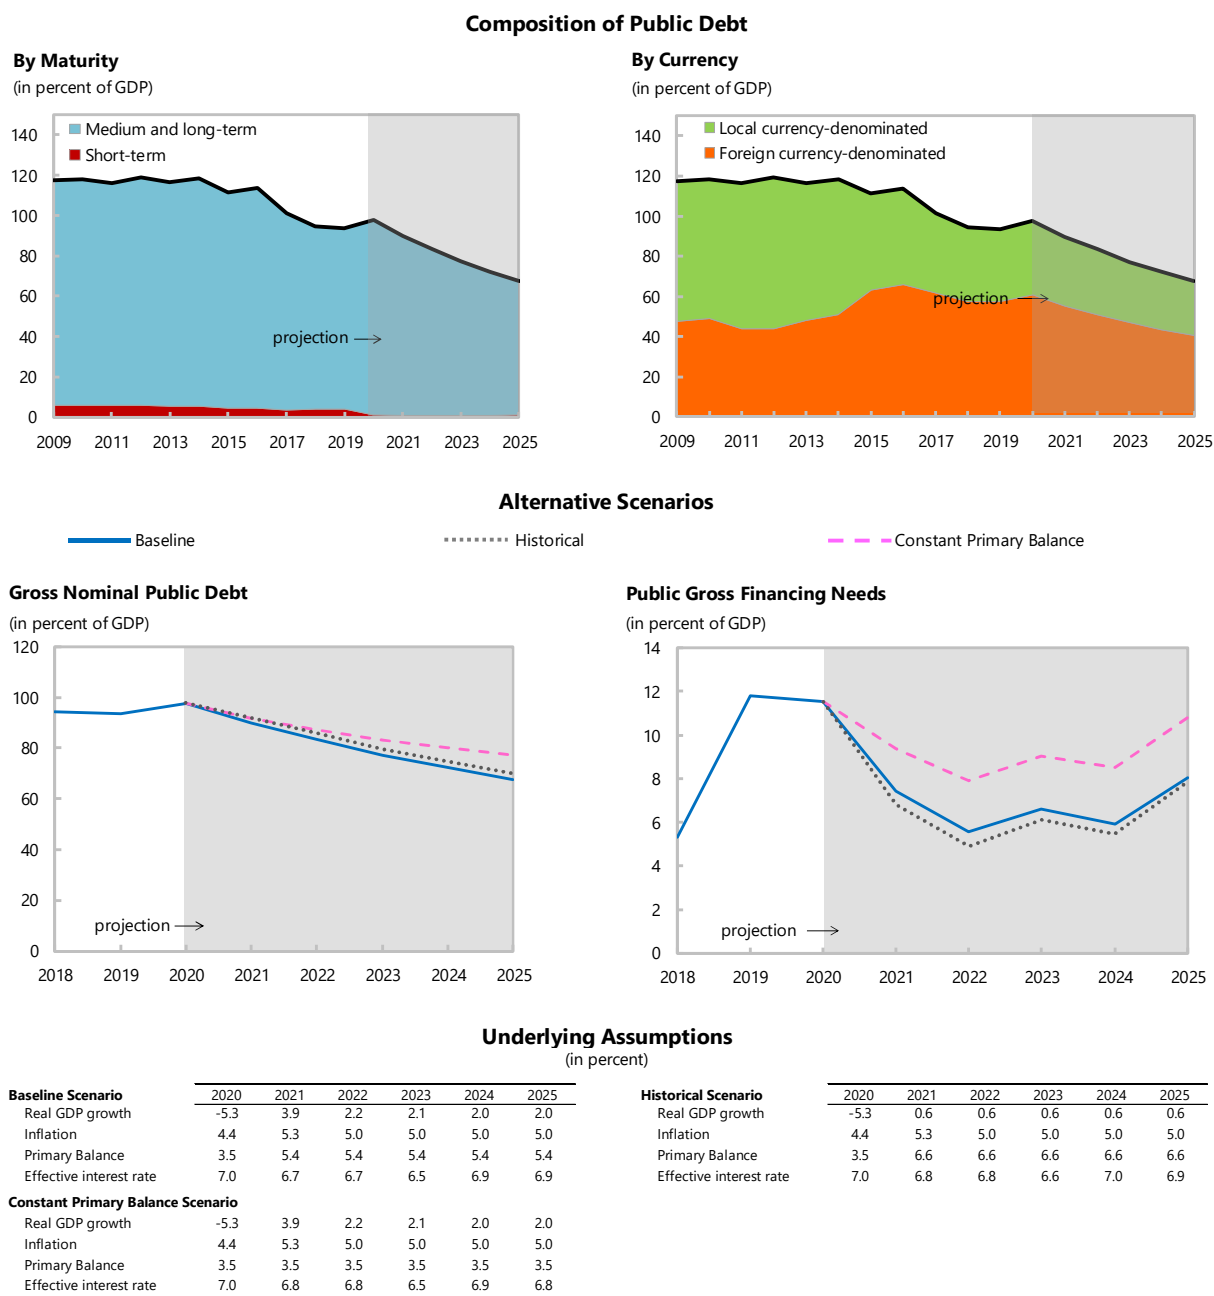 Composition of Public Debt
By Maturity
(in percent of GDP)
140
120
100
80
60
40
20
0
Medium and long-term
Short-term
projection
2009 2011 2013 2015 2017 2019 2021 2023 2025
By Currency
(in percent of GDP)
140
120
100
80
60
40
20
0
Local currency-denominated
Foreign currency-denominated
projection
2009 2011 2013 2015 2017 2019 2021 2023 2025
Alternative Scenarios
Baseline Historical Constant Primary Balance
Gross Nominal Public Debt
(in percent of GDP)
120
100
80
60
40
20
0
projection
2018 2019 2020 2021 2022 2023 2024 2025
Public Gross Financing Needs
(in percent of GDP)
14
12
10
8
6
4
2
0
projection
2018 2019 2020 2021 2022 2023 2024 2025
Underlying Assumptions
(in percent)
Baseline Scenario 2020 2021 2022 2023 2024 2025
Real GDP growth -5.3 3.9 2.2 2.1 2.0 2.0
Inflation 4.4 5.3 5.0 5.0 5.0 5.0
Primary Balance 3.5 5.4 5.4 5.4 5.4 5.4
Effective interest rate 7.0 6.7 6.7 6.5 6.9 6.9
Constant Primary Balance Scenario
Real GDP growth -5.3 3.9 2.2 2.1 2.0 2.0
Inflation 4.4 5.3 5.0 5.0 5.0 5.0
Primary Balance 3.5 3.5 3.5 3.5 3.5 3.5
Effective interest rate 7.0 6.8 6.8 6.5 6.9 6.8
Historical Scenario 2020 2021 2022 2023 2024 2025
Real GDP growth -5.3 0.6 0.6 0.6 0.6 0.6
Inflation 4.4 5.3 5.0 5.0 5.0 5.0
Primary Balance 3.5 6.6 6.6 6.6 6.6 6.6
Effective interest rate 7.0 6.8 6.8 6.6 7.0 6.9